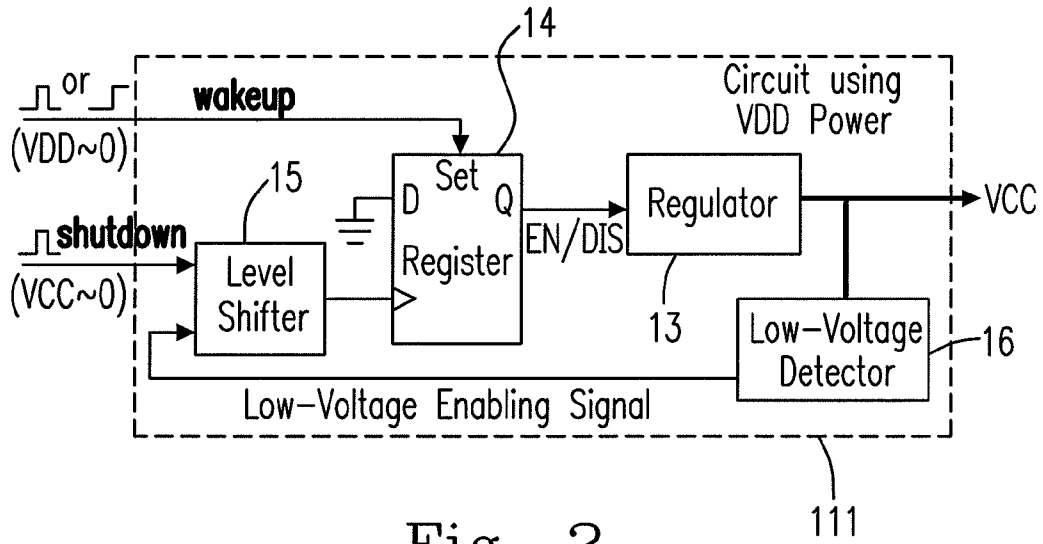 14
or
wakeup
Circuit using
VDD Power
(VDD~0)
15
Set
D
Q
Regulator
VCC
shutdown
EN/DIS
Level
Shifter
Register
(VCC~0)
13
Low-Voltage
Detector
16
Low-Voltage Enabling Signal
111